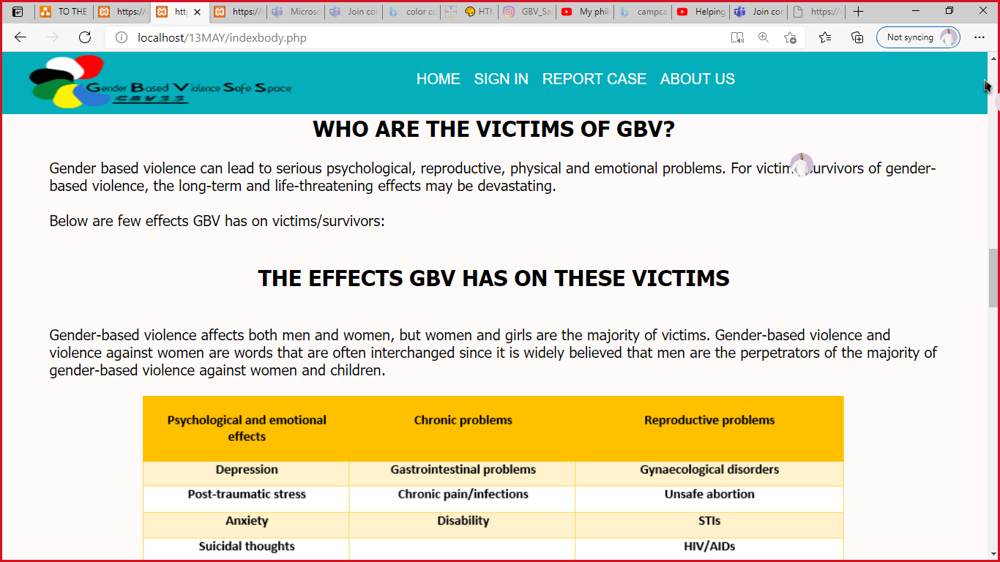 TO THE
https://
htt
https://
Microsc
Join cor
color cc
HTM
GBV_Sa
My phil
campca
Helping
Join cor
https://
localhost/13MAY/indexbody.php
Not syncing
Gender Based Violence Safe Space
GBVSS
HOME SIGN IN REPORT CASE ABOUT US
WHO ARE THE VICTIMS OF GBV?
Gender based violence can lead to serious psychological, reproductive, physical and emotional problems. For victim urvivors of gender-
based violence, the long-term and life-threatening effects may be devastating.
Below are few effects GBV has on victims/survivors:
THE EFFECTS GBV HAS ON THESE VICTIMS
Gender-based violence affects both men and women, but women and girls are the majority of victims. Gender-based violence and
violence against women are words that are often interchanged since it is widely believed that men are the perpetrators of the majority of
gender-based violence against women and children.
Psychological and emotional
effects
Chronic problems
Reproductive problems
Depression
Gastrointestinal problems
Gynaecological disorders
Post-traumatic stress
Chronic pain/infections
Unsafe abortion
Anxiety
Disability
STIs
Suicidal thoughts
HIV/AIDs